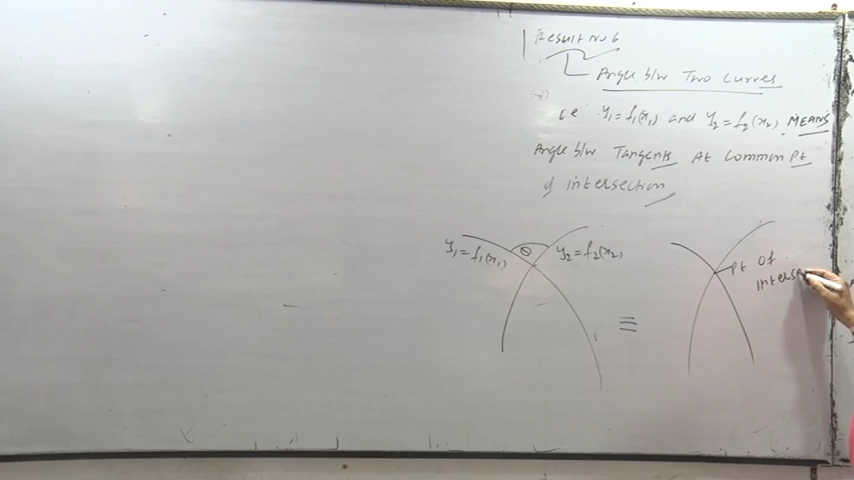 Result No 6
Angle b/w Two Curves
i.e y₁ = f₁(x₁) and y₂ = f₂(x₂) MEANS
Angle b/w Tangents At Common Pt
of intersection
y₁ = f₁(x₁) θ y₂ = f₂(x₂)
≡
Pt Of
interse